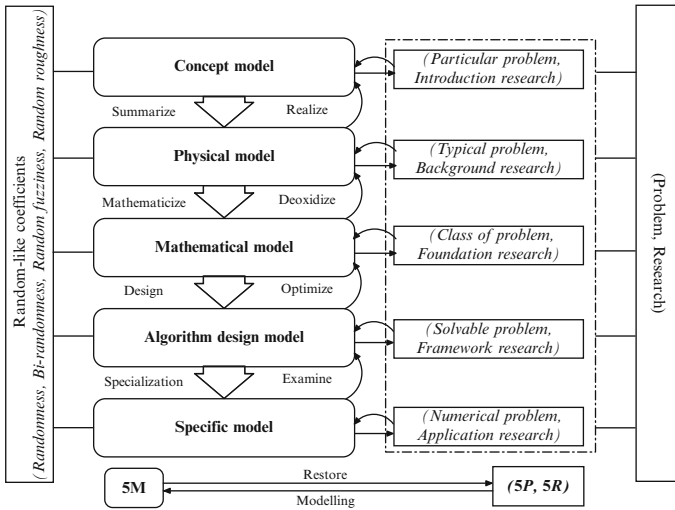 Random-like coefficients
( Randomness, Bi-randomness, Random fuzziness, Random roughness)
Concept model
(Particular problem,
Introduction research)
Summarize
Realize
Physical model
(Typical problem,
Background research)
Mathematicize
Deoxidize
Mathematical model
(Class of problem,
Foundation research)
Design
Optimize
Algorithm design model
(Solvable problem,
Framework research)
Specialization
Examine
Specific model
(Numerical problem,
Application research)
(Problem, Research)
5M
Restore
Modelling
(5P, 5R)